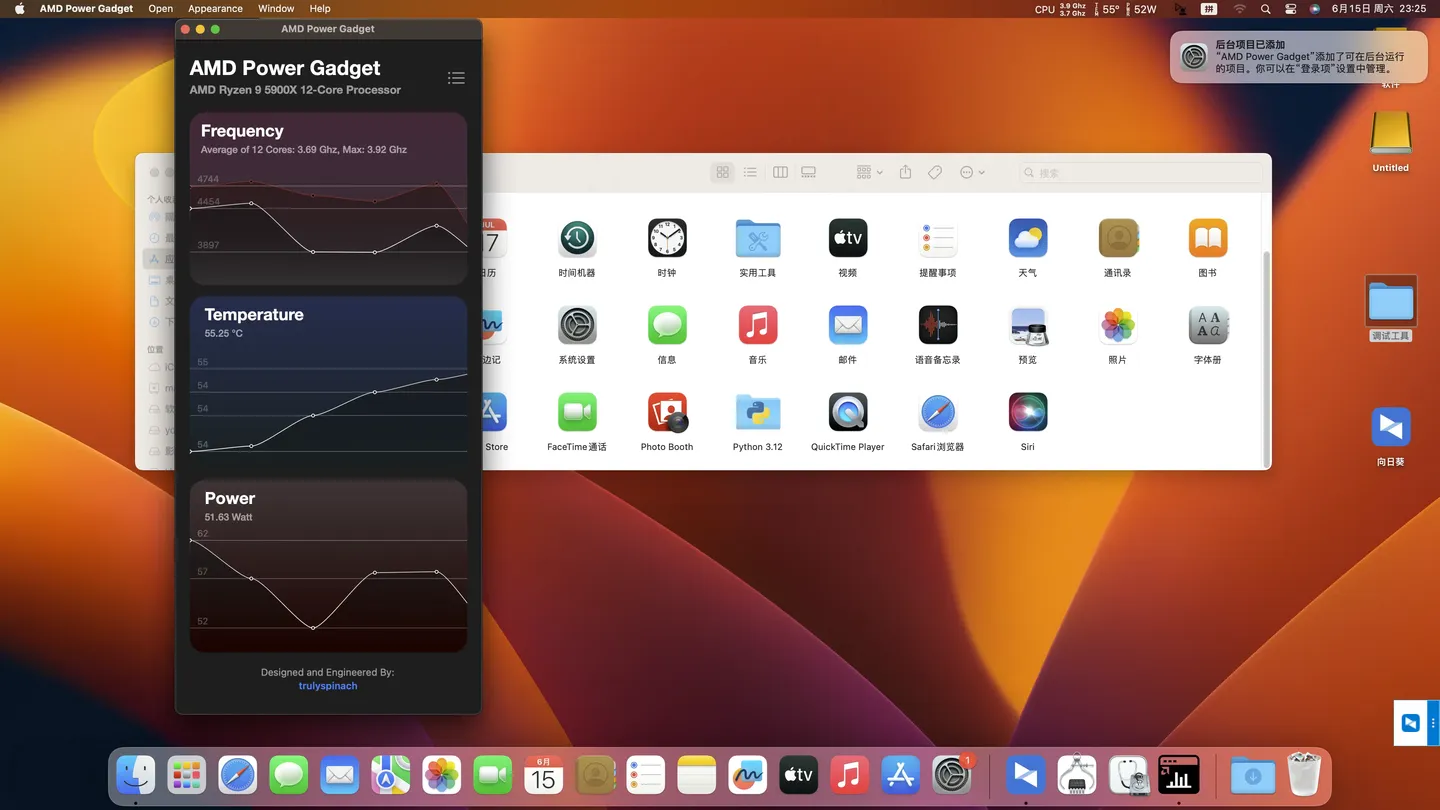 AMD Power Gadget Open Appearance Window Help
CPU 3.9 Ghz 3.7 Ghz 55° 52W 拼 6月15日 周六 23:25
AMD Power Gadget
AMD Power Gadget
AMD Ryzen 9 5900X 12-Core Processor
Frequency
Average of 12 Cores: 3.69 Ghz, Max: 3.92 Ghz
4744
4454
3897
Temperature
55.25 °C
55
54
54
54
Power
51.63 Watt
62
57
52
Designed and Engineered By:
trulyspinach
后台项目已添加
“AMD Power Gadget”添加了可在后台运行
的项目。你可以在“登录项”设置中管理。
软件
Untitled
调试工具
向日葵
搜索
个人收
位置
JUL
7
日历 时间机器 时钟 实用工具 视频 提醒事项 天气 通讯录 图书
tv
边记 系统设置 信息 音乐 邮件 语音备忘录 预览 照片 字体册
Store FaceTime 通话 Photo Booth Python 3.12 QuickTime Player Safari浏览器 Siri
6月
15
tv
1